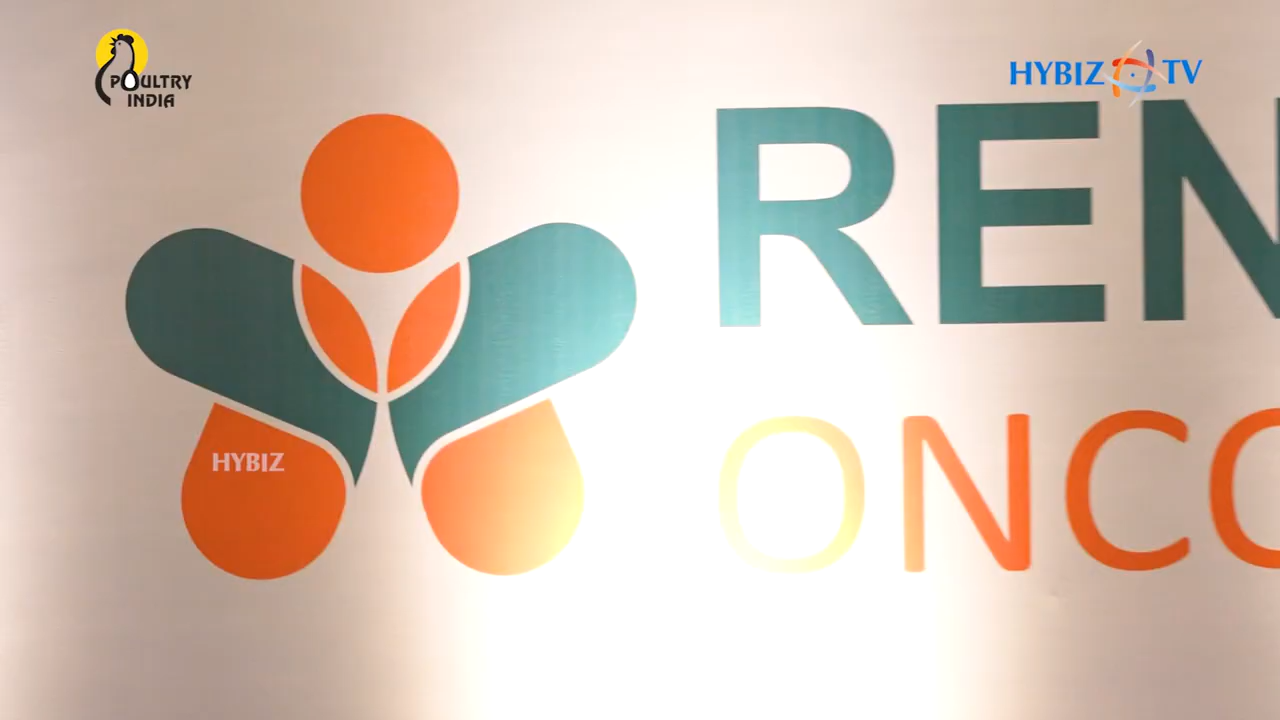 POULTRY
INDIA
HYBIZ TV
REN
ONCO
HYBIZ